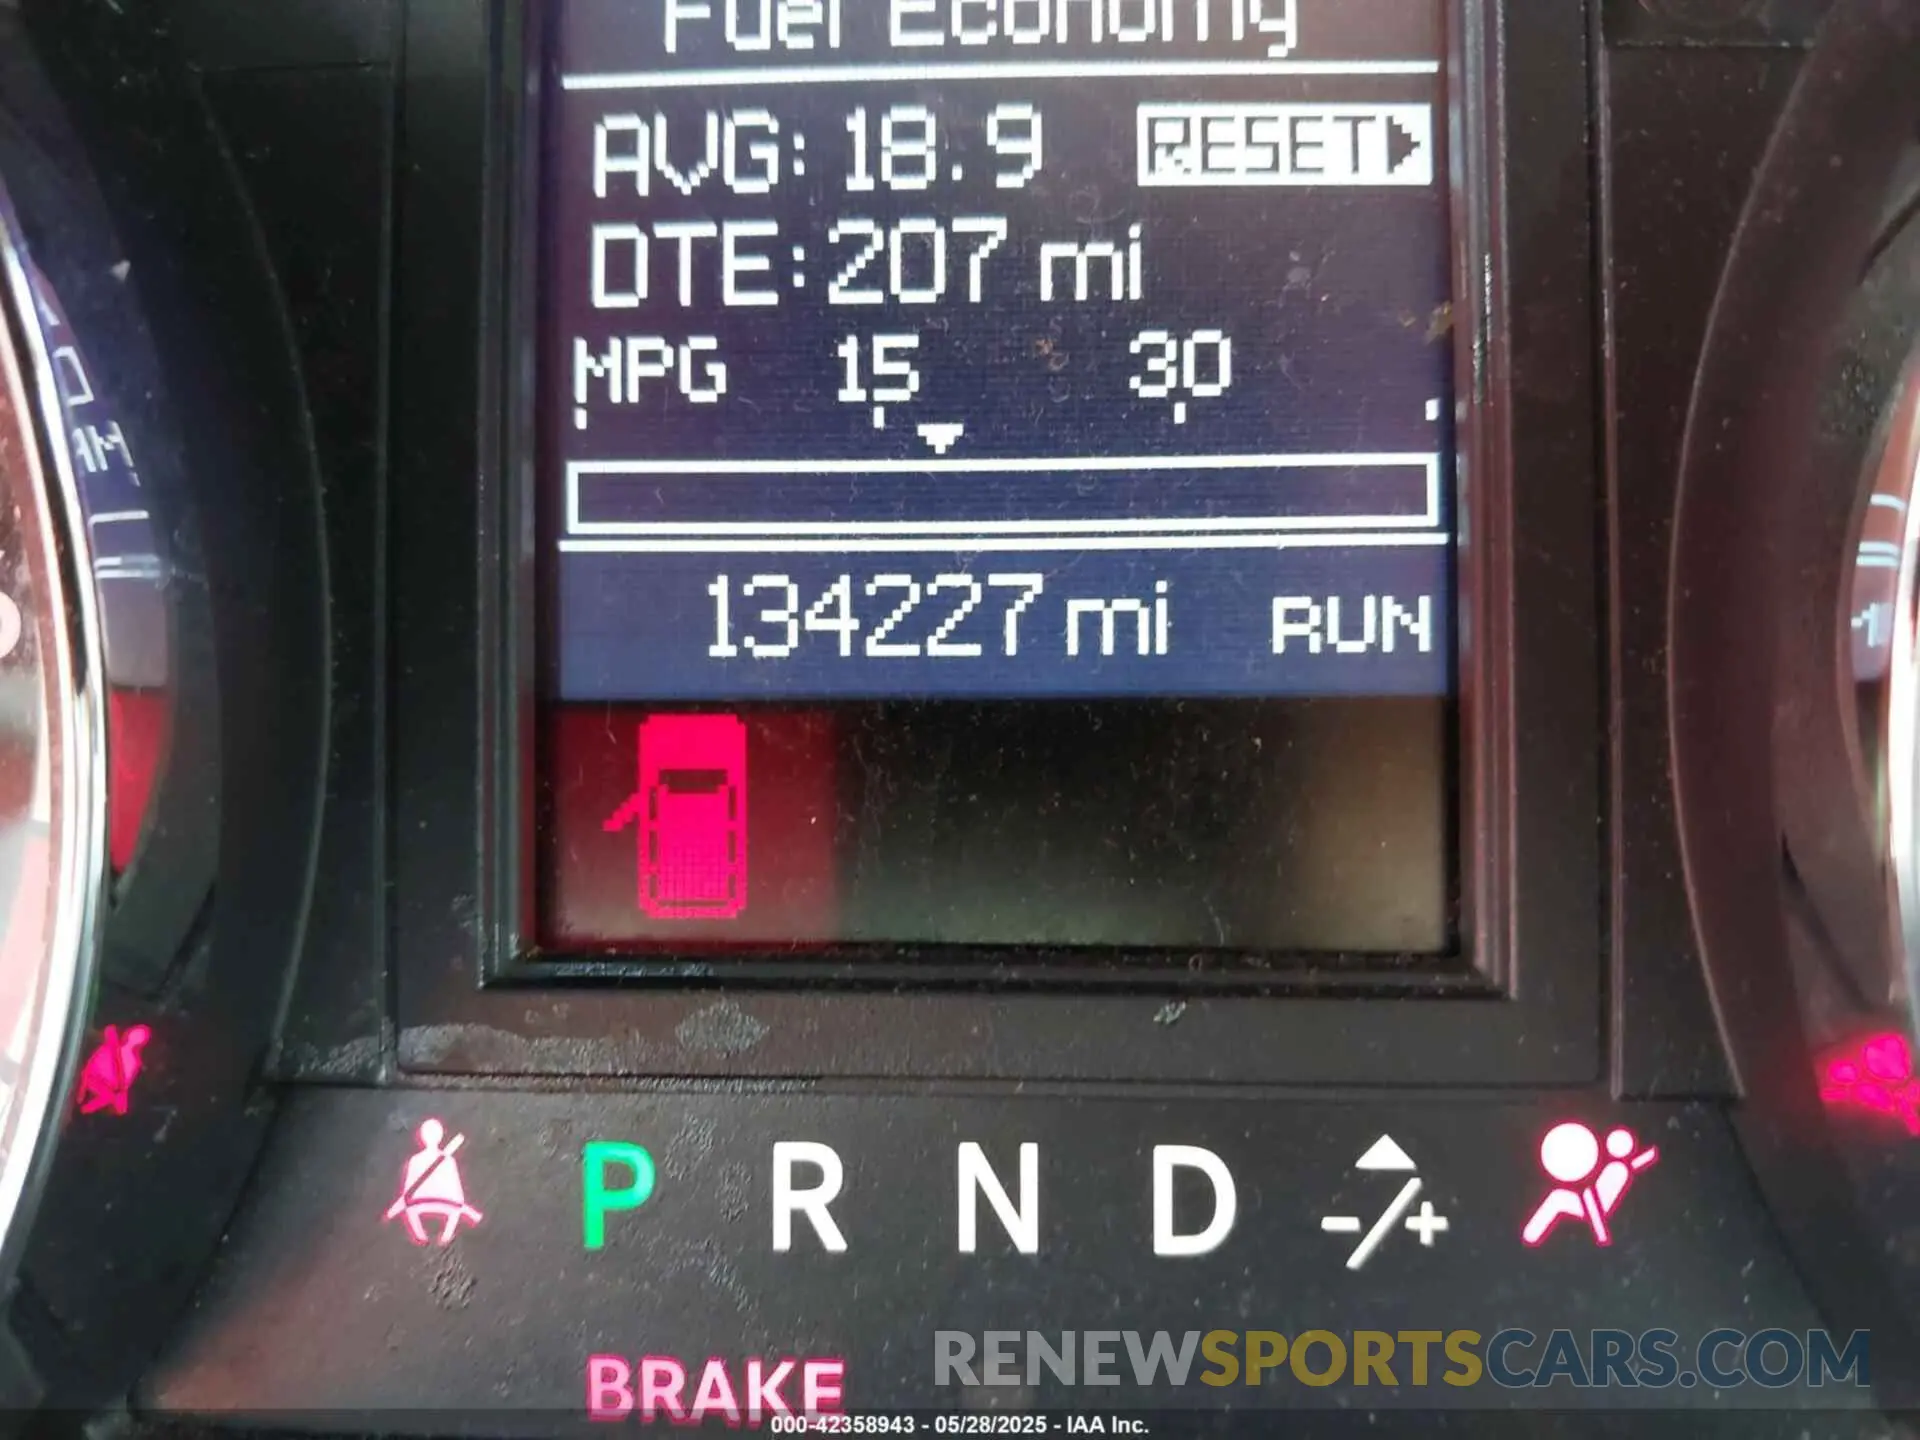 Fuel Economy
AVG: 18.9 RESET
DTE: 207 mi
MPG 15 30
134227 mi RUN
P R N D -/+
BRAKE
RENEWSPORTSCARS.COM
000-42358943 - 05/28/2025 - IAA Inc.